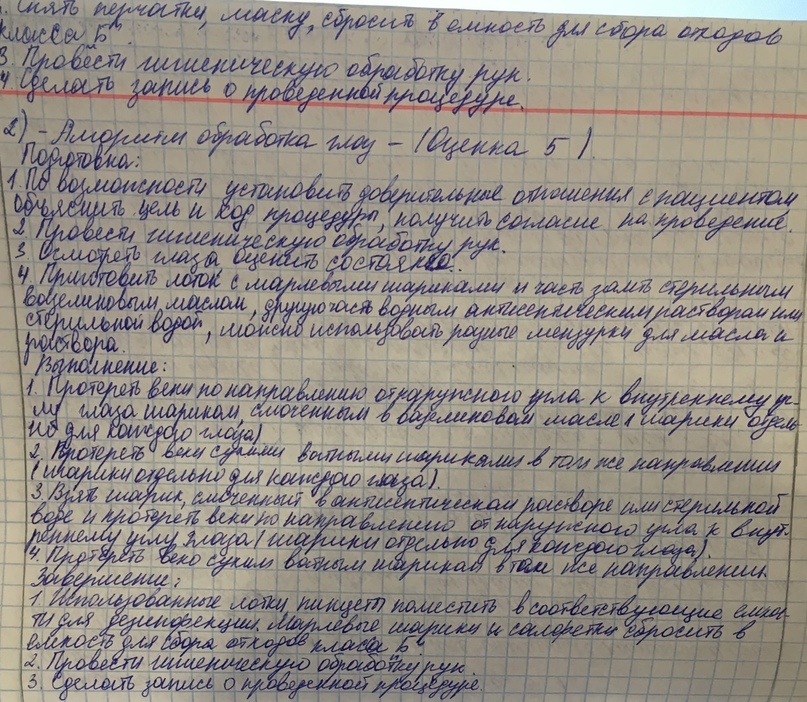 . Снять перчатки, маску, сбросить в емкость для сбора отходов
класса Б".
3. Провести гигиеническую обработку рук.
4. Сделать запись о проведенной процедуре.
2) - Алгоритм обработка глаз - (Оценка 5).
Подготовка:
1. По возможности установить доверительные отношения с пациентом
объяснить цель и ход процедуры, получить согласие на проведение.
2. Провести гигиеническую обработку рук.
3. Осмотреть глаза оценить состояние.
4. Приготовить лоток с марлевыми шариками и часть стерильным
вазелиновым маслом, другую часть водным антисептическим раствором или
стерильной водой, можно использовать разные мензурки для масла и
раствора.
Выполнение:
1. Протереть веки по направлению от наружного угла к внутреннему уг-
лу глаза шариком, смоченным в вазелиновом масле (шарики отдель-
но для каждого глаза)
2. Протереть веки сухими ватными шариками в том же направлении
(шарики отдельно для каждого глаза).
3. Взять шарик, смоченный в антисептическом растворе или стерильной
воде и протереть веки по направлению от наружного угла к внут-
реннему углу глаза (шарики отдельно для каждого глаза).
4. Протереть веко сухим ватным шариком в том же направлении.
Завершение:
1. Использованные лотки, пинцеты поместить в соответствующие емкос-
ти для дезинфекции. Марлевые шарики и салфетки сбросить в
емкость для сбора отходов класса Б".
2. Провести гигиеническую обработку рук.
3. Сделать запись о проведенной процедуре.